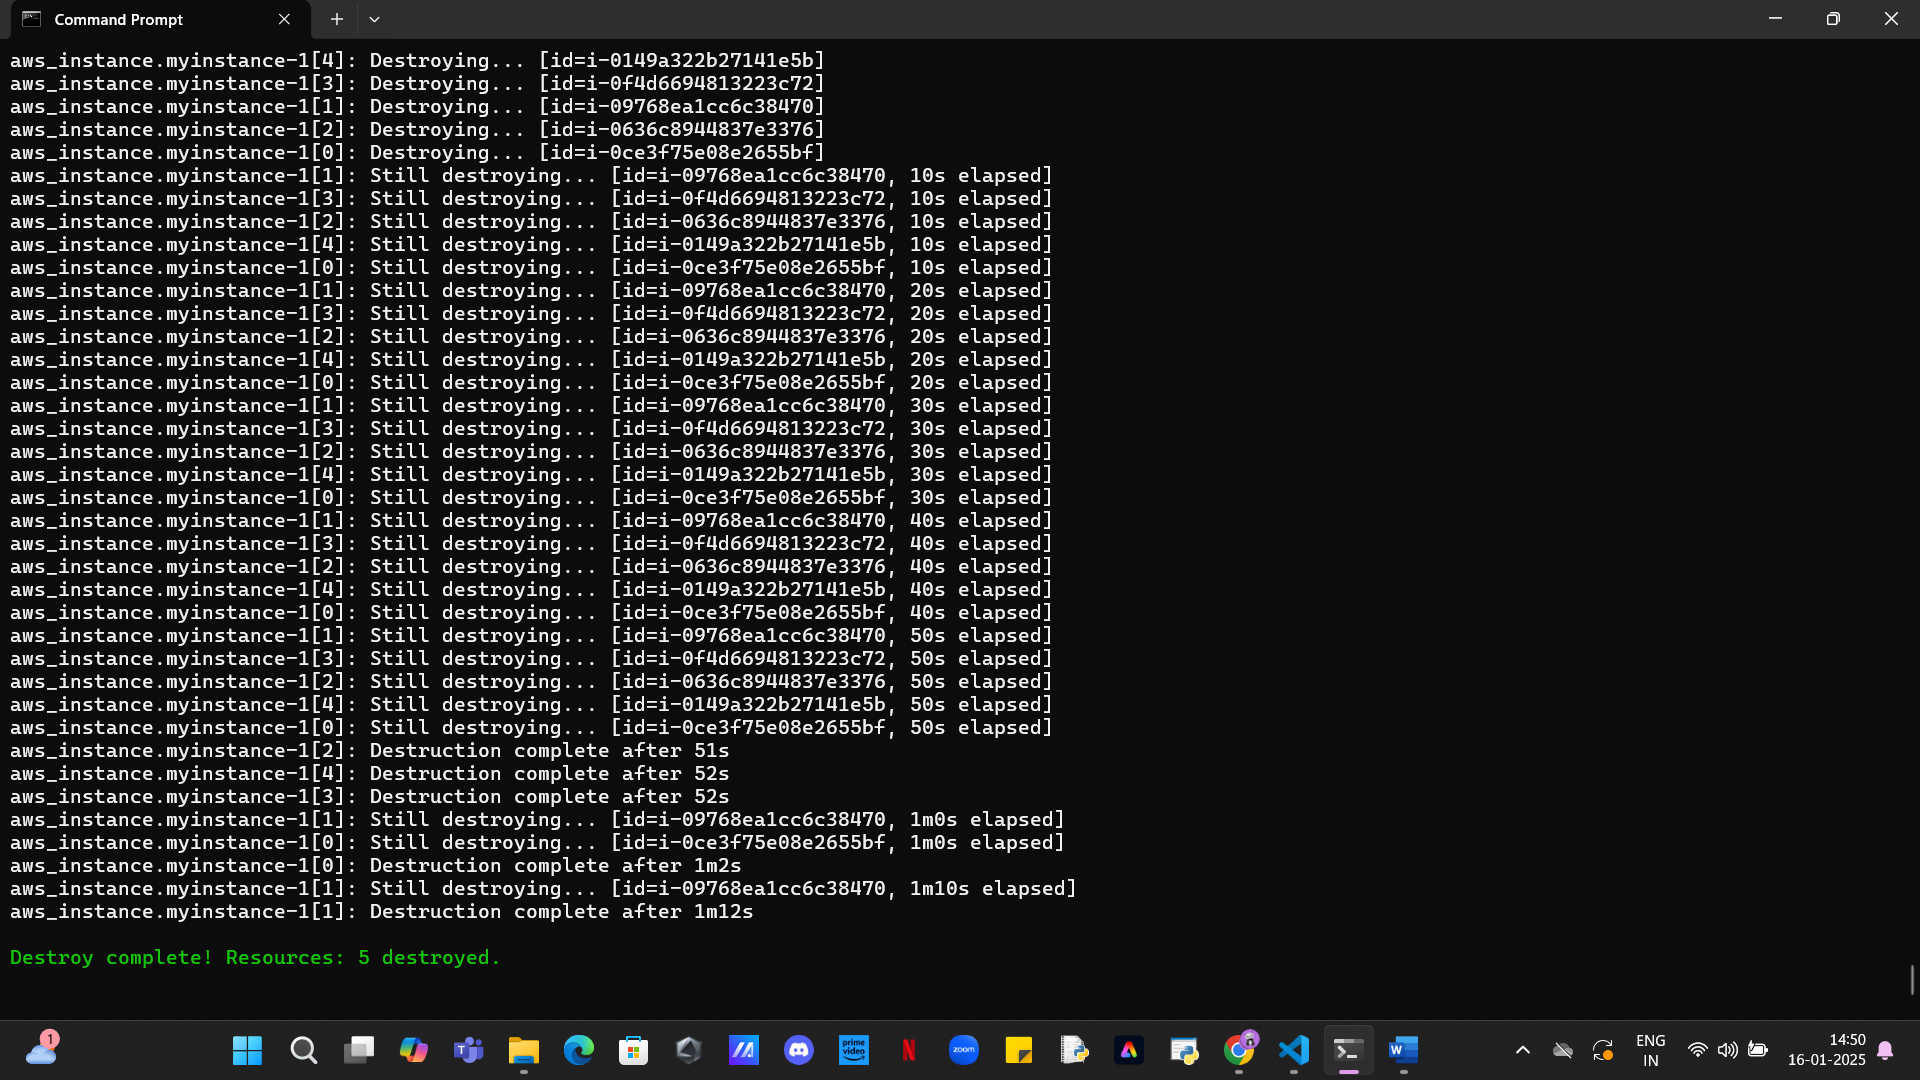 Command Prompt
aws_instance.myinstance-1[4]: Destroying... [id=i-0149a322b27141e5b]
aws_instance.myinstance-1[3]: Destroying... [id=i-0f4d6694813223c72]
aws_instance.myinstance-1[1]: Destroying... [id=i-09768ea1cc6c38470]
aws_instance.myinstance-1[2]: Destroying... [id=i-0636c8944837e3376]
aws_instance.myinstance-1[0]: Destroying... [id=i-0ce3f75e08e2655bf]
aws_instance.myinstance-1[1]: Still destroying... [id=i-09768ea1cc6c38470, 10s elapsed]
aws_instance.myinstance-1[3]: Still destroying... [id=i-0f4d6694813223c72, 10s elapsed]
aws_instance.myinstance-1[2]: Still destroying... [id=i-0636c8944837e3376, 10s elapsed]
aws_instance.myinstance-1[4]: Still destroying... [id=i-0149a322b27141e5b, 10s elapsed]
aws_instance.myinstance-1[0]: Still destroying... [id=i-0ce3f75e08e2655bf, 10s elapsed]
aws_instance.myinstance-1[1]: Still destroying... [id=i-09768ea1cc6c38470, 20s elapsed]
aws_instance.myinstance-1[3]: Still destroying... [id=i-0f4d6694813223c72, 20s elapsed]
aws_instance.myinstance-1[2]: Still destroying... [id=i-0636c8944837e3376, 20s elapsed]
aws_instance.myinstance-1[4]: Still destroying... [id=i-0149a322b27141e5b, 20s elapsed]
aws_instance.myinstance-1[0]: Still destroying... [id=i-0ce3f75e08e2655bf, 20s elapsed]
aws_instance.myinstance-1[1]: Still destroying... [id=i-09768ea1cc6c38470, 30s elapsed]
aws_instance.myinstance-1[3]: Still destroying... [id=i-0f4d6694813223c72, 30s elapsed]
aws_instance.myinstance-1[2]: Still destroying... [id=i-0636c8944837e3376, 30s elapsed]
aws_instance.myinstance-1[4]: Still destroying... [id=i-0149a322b27141e5b, 30s elapsed]
aws_instance.myinstance-1[0]: Still destroying... [id=i-0ce3f75e08e2655bf, 30s elapsed]
aws_instance.myinstance-1[1]: Still destroying... [id=i-09768ea1cc6c38470, 40s elapsed]
aws_instance.myinstance-1[3]: Still destroying... [id=i-0f4d6694813223c72, 40s elapsed]
aws_instance.myinstance-1[2]: Still destroying... [id=i-0636c8944837e3376, 40s elapsed]
aws_instance.myinstance-1[4]: Still destroying... [id=i-0149a322b27141e5b, 40s elapsed]
aws_instance.myinstance-1[0]: Still destroying... [id=i-0ce3f75e08e2655bf, 40s elapsed]
aws_instance.myinstance-1[1]: Still destroying... [id=i-09768ea1cc6c38470, 50s elapsed]
aws_instance.myinstance-1[3]: Still destroying... [id=i-0f4d6694813223c72, 50s elapsed]
aws_instance.myinstance-1[2]: Still destroying... [id=i-0636c8944837e3376, 50s elapsed]
aws_instance.myinstance-1[4]: Still destroying... [id=i-0149a322b27141e5b, 50s elapsed]
aws_instance.myinstance-1[0]: Still destroying... [id=i-0ce3f75e08e2655bf, 50s elapsed]
aws_instance.myinstance-1[2]: Destruction complete after 51s
aws_instance.myinstance-1[4]: Destruction complete after 52s
aws_instance.myinstance-1[3]: Destruction complete after 52s
aws_instance.myinstance-1[1]: Still destroying... [id=i-09768ea1cc6c38470, 1m0s elapsed]
aws_instance.myinstance-1[0]: Still destroying... [id=i-0ce3f75e08e2655bf, 1m0s elapsed]
aws_instance.myinstance-1[0]: Destruction complete after 1m2s
aws_instance.myinstance-1[1]: Still destroying... [id=i-09768ea1cc6c38470, 1m10s elapsed]
aws_instance.myinstance-1[1]: Destruction complete after 1m12s
Destroy complete! Resources: 5 destroyed.
1
prime video
zoom
ENG
IN
14:50
16-01-2025